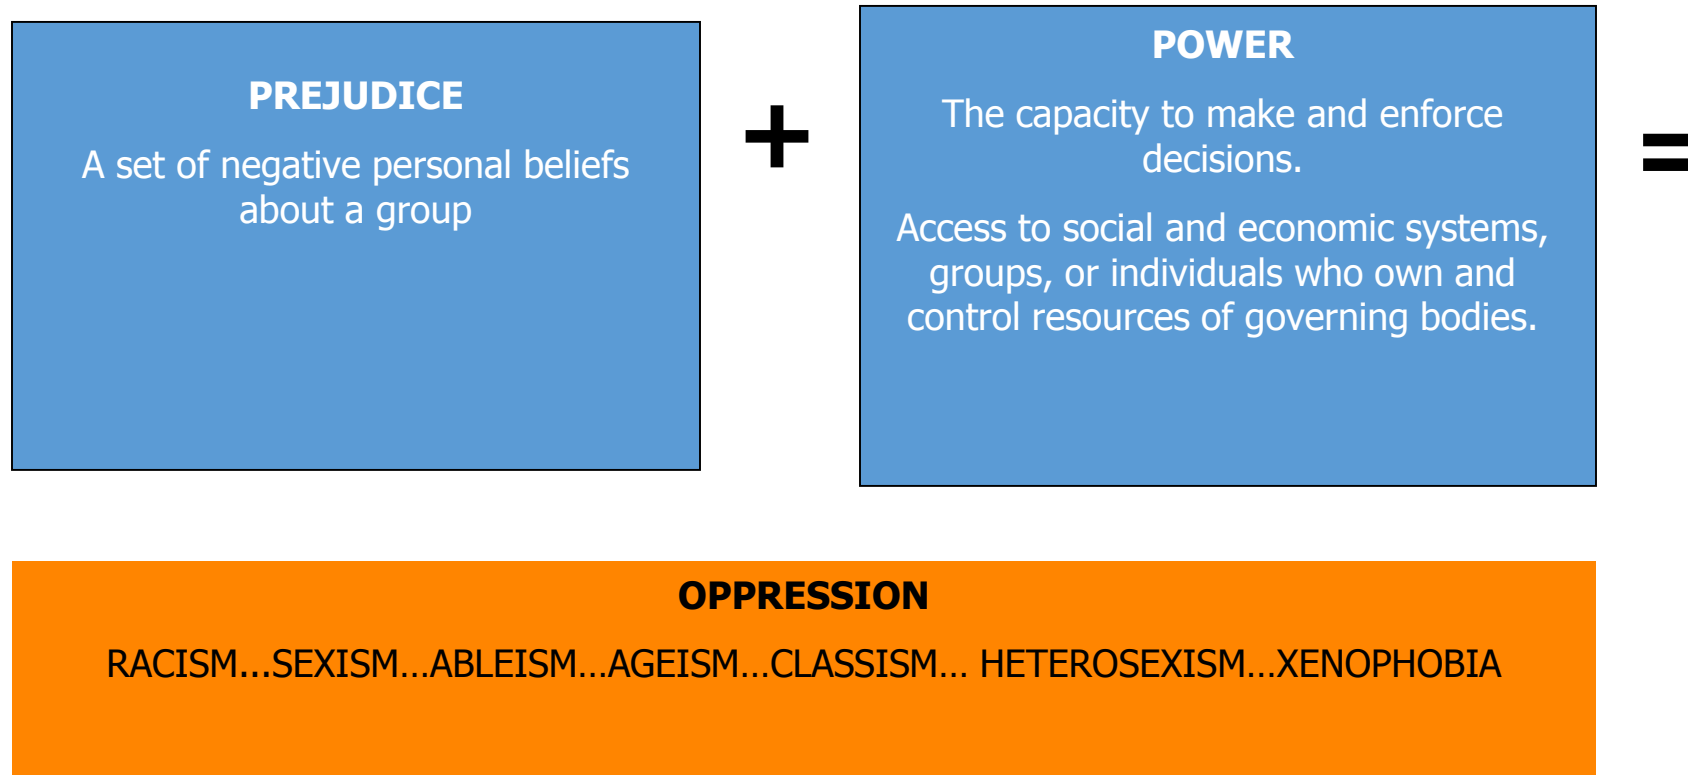 PREJUDICE
A set of negative personal beliefs
about a group
+
POWER
The capacity to make and enforce
decisions.
Access to social and economic systems,
groups, or individuals who own and
control resources of governing bodies.
=
OPPRESSION
RACISM...SEXISM...ABLEISM...AGEISM...CLASSISM... HETEROSEXISM...XENOPHOBIA